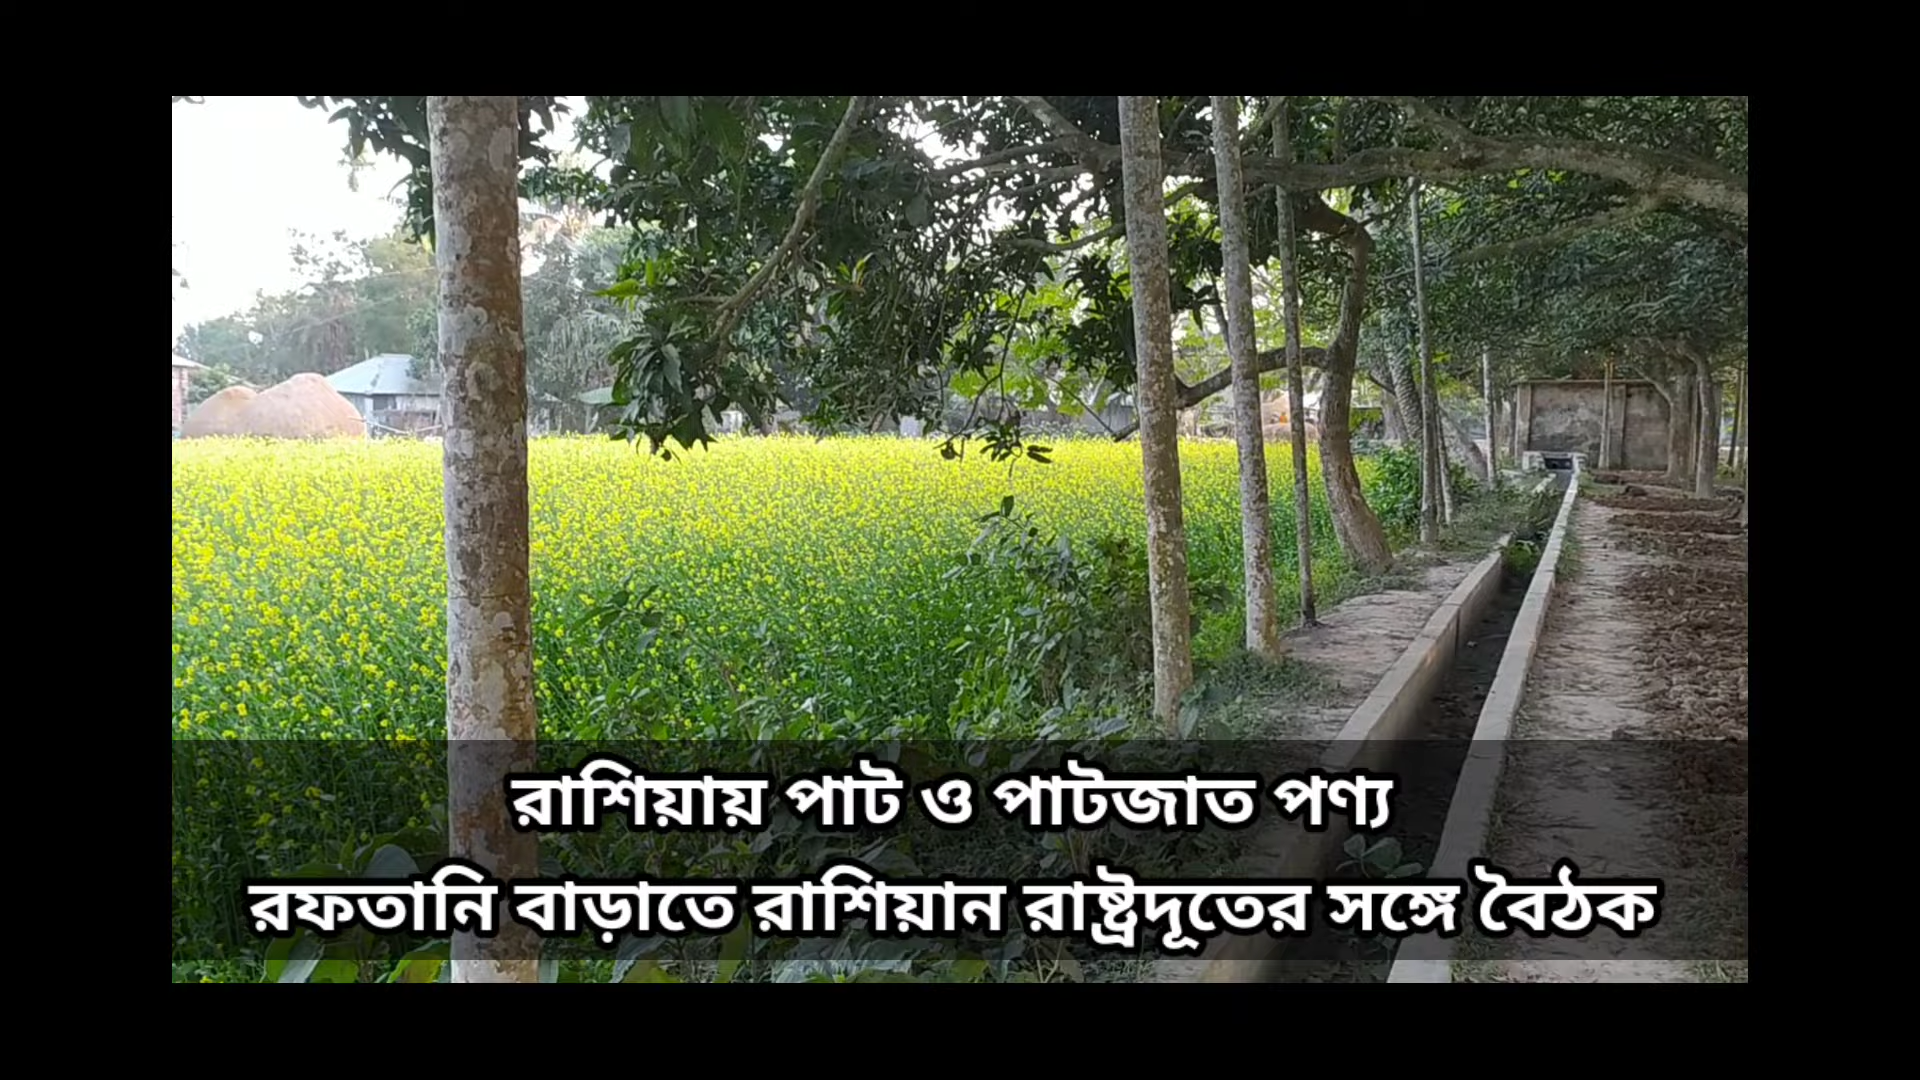 রাশিয়ায় পাট ও পাটজাত পণ্য
রফতানি বাড়াতে রাশিয়ান রাষ্ট্রদূতের সঙ্গে বৈঠক